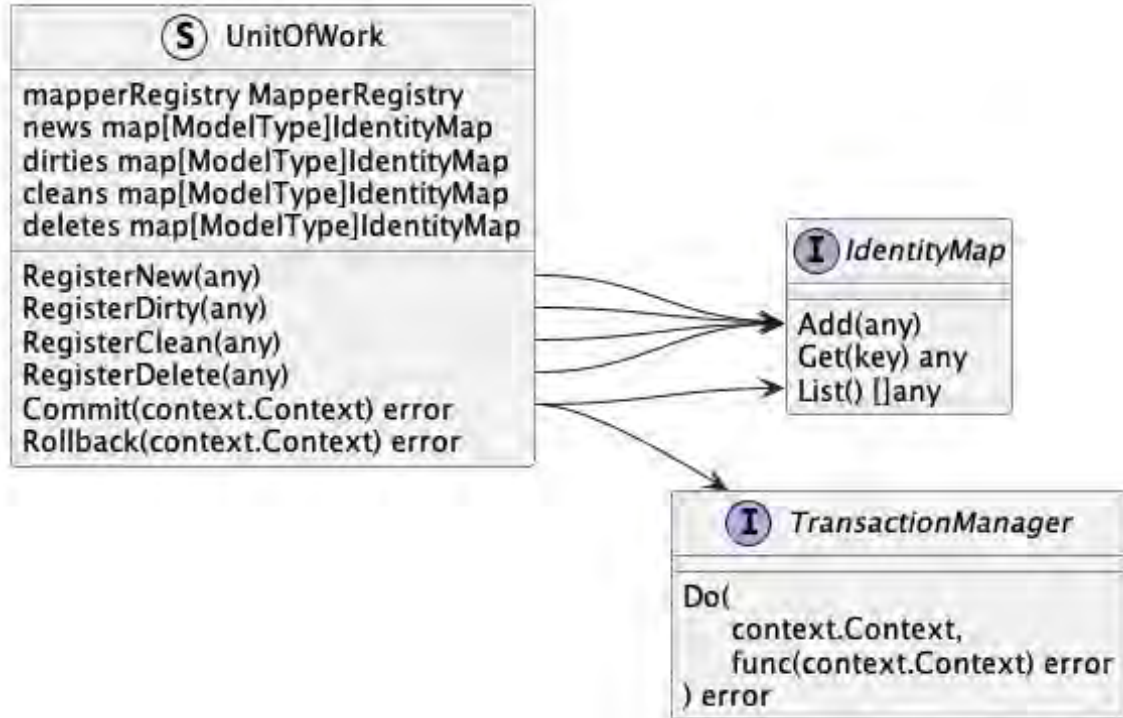 S UnitOfWork
mapperRegistry MapperRegistry
news map[ModelType]IdentityMap
dirties map[ModelType]IdentityMap
cleans map[ModelType]IdentityMap
deletes map[ModelType]IdentityMap
RegisterNew(any)
RegisterDirty(any)
RegisterClean(any)
RegisterDelete(any)
Commit(context.Context) error
Rollback(context.Context) error
I IdentityMap
Add(any)
Get(key) any
List() []any
I TransactionManager
Do(
context.Context,
func(context.Context) error
) error